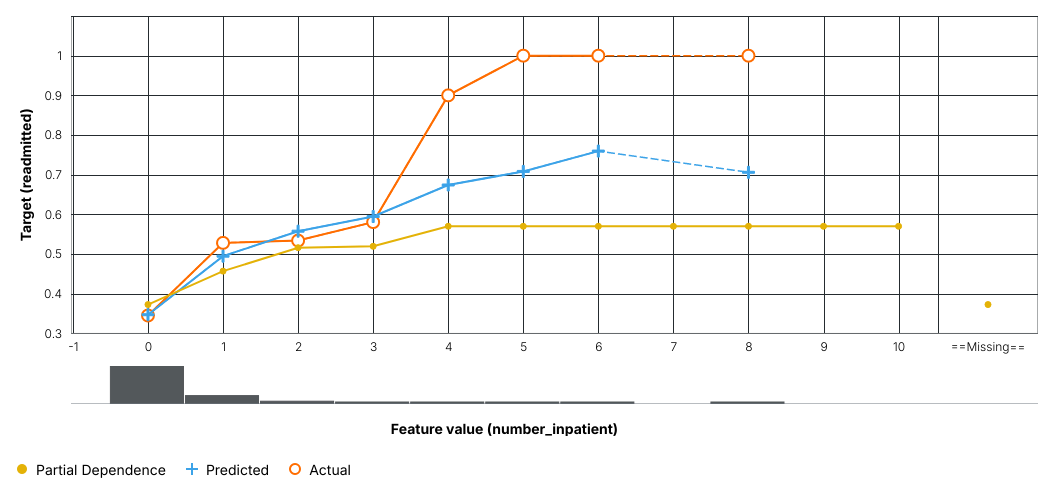 Target (readmitted)
1
0.9
0.8
0.7
0.6
0.5
0.4
0.3
-1 0 1 2 3 4 5 6 7 8 9 10 ==Missing==
Feature value (number_inpatient)
Partial Dependence Predicted Actual